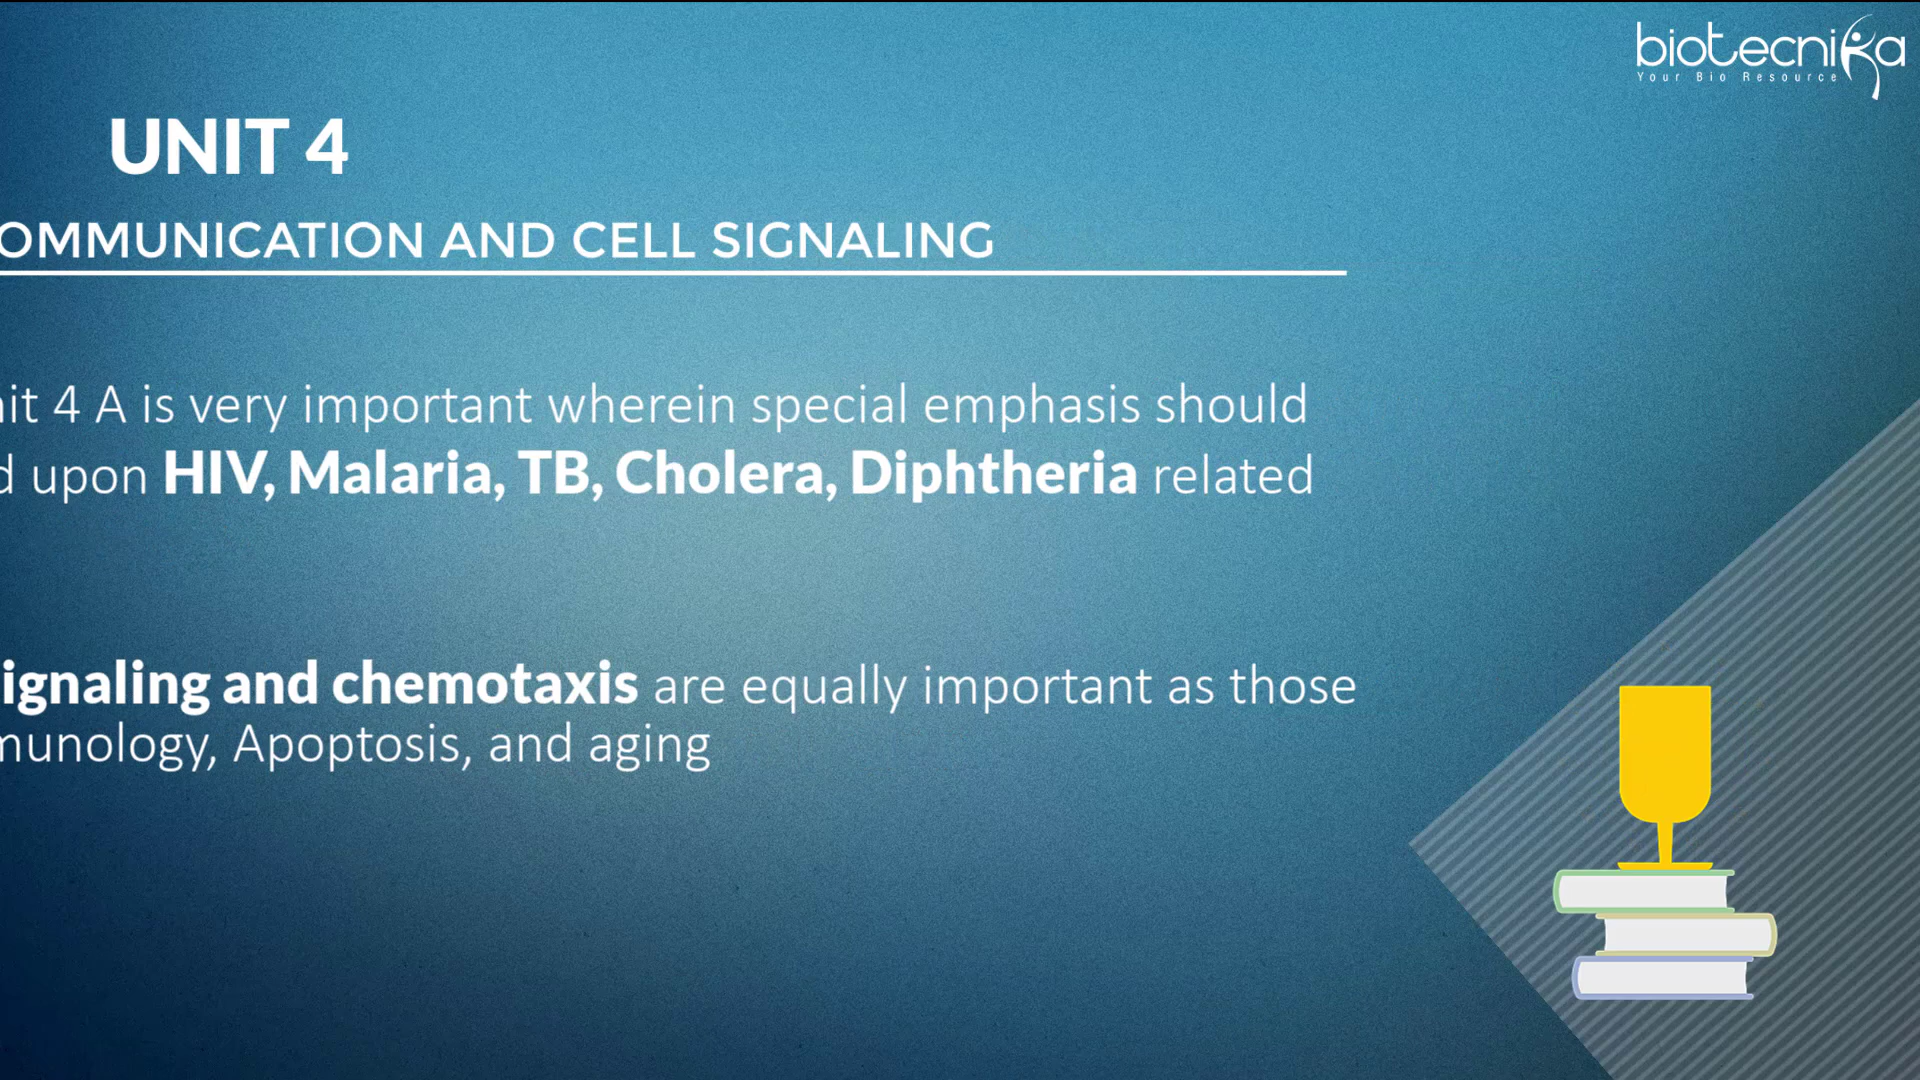 biotecnika
Your Bio Resource
UNIT 4
OMMUNICATION AND CELL SIGNALING
it 4 A is very important wherein special emphasis should
d upon HIV, Malaria, TB, Cholera, Diphtheria related
ignaling and chemotaxis are equally important as those
munology, Apoptosis, and aging